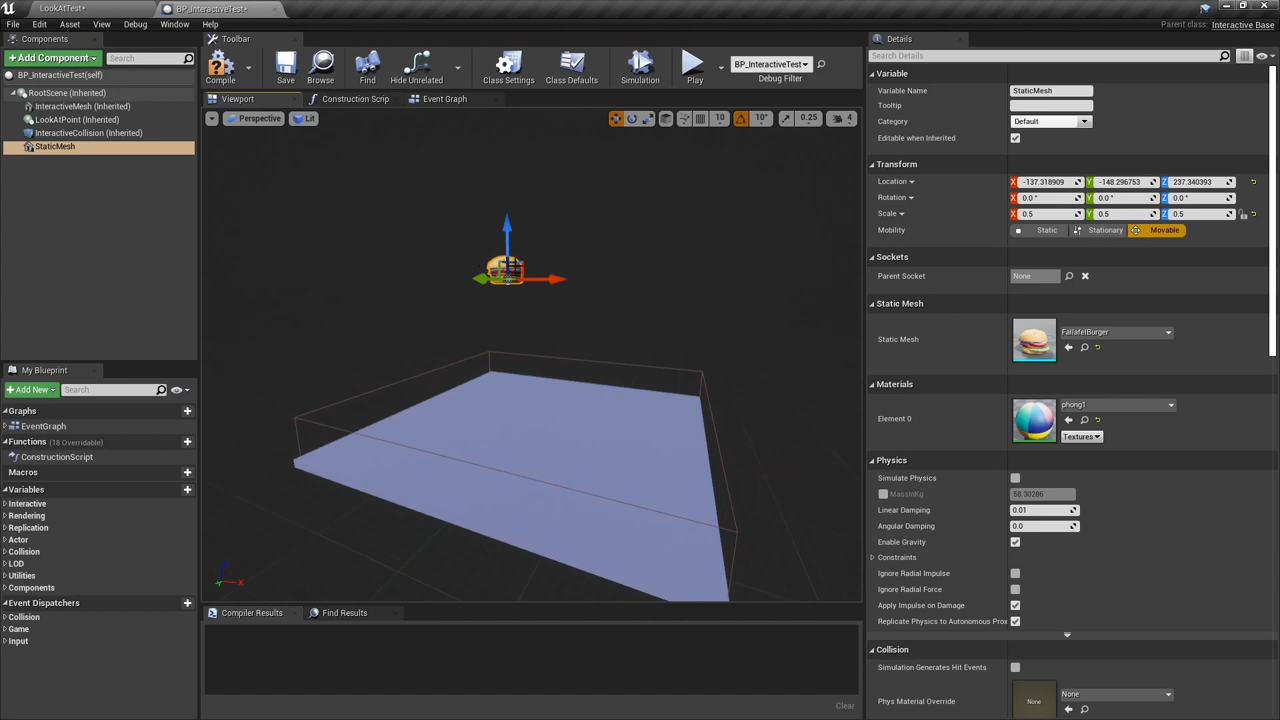 LookAtTest*
BP_InteractiveTest*
File Edit Asset View Debug Window Help
Parent class: Interactive Base
Components
Add Component
Search
BP_InteractiveTest(self)
RootScene (Inherited)
InteractiveMesh (Inherited)
LookAtPoint (Inherited)
InteractiveCollision (Inherited)
StaticMesh
My Blueprint
Add New
Search
Graphs
EventGraph
Functions (18 Overridable)
ConstructionScript
Macros
Variables
Interactive
Rendering
Replication
Actor
Collision
LOD
Utilities
Components
Event Dispatchers
Collision
Game
Input
Toolbar
Compile
Save
Browse
Find
Hide Unrelated
Class Settings
Class Defaults
Simulation
Play
BP_InteractiveTest
Debug Filter
Viewport
Construction Scrip
Event Graph
Perspective
Lit
10
10°
0.25
4
X
Compiler Results
Find Results
Clear
Details
Search Details
Variable
Variable Name StaticMesh
Tooltip
Category Default
Editable when Inherited
Transform
Location X -137.318909 Y -148.296753 Z 237.340393
Rotation X 0.0 ° Y 0.0 ° Z 0.0 °
Scale X 0.5 Y 0.5 Z 0.5
Mobility Static Stationary Movable
Sockets
Parent Socket None
Static Mesh
Static Mesh FallafelBurger
Materials
Element 0 phong1
Textures
Physics
Simulate Physics
MassInKg 58.30286
Linear Damping 0.01
Angular Damping 0.0
Enable Gravity
Constraints
Ignore Radial Impulse
Ignore Radial Force
Apply Impulse on Damage
Replicate Physics to Autonomous Prox
Collision
Simulation Generates Hit Events
Phys Material Override None None